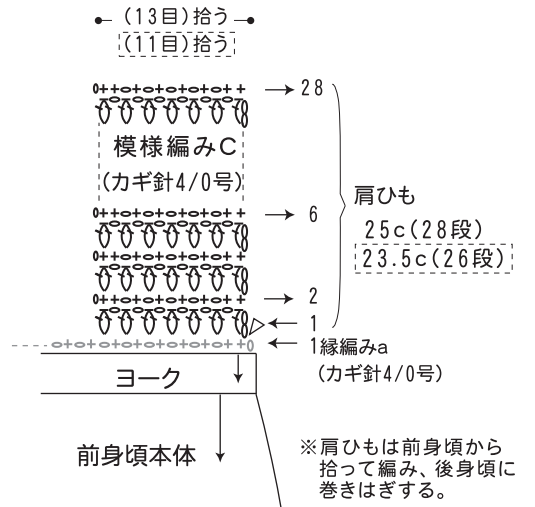 (13目)拾う
(11目)拾う
28
模様編みC
(カギ針4/0号)
肩ひも
6
25c(28段)
23.5c(26段)
2
1
1縁編みa
(カギ針4/0号)
ヨーク
前身頃本体
※肩ひもは前身頃から
拾って編み、後身頃に
巻きはぎする。